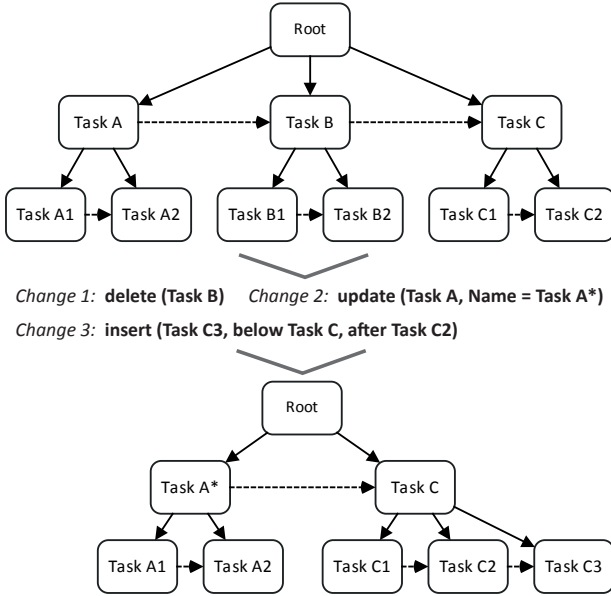 Root
Task A Task B Task C
Task A1 Task A2 Task B1 Task B2 Task C1 Task C2
Change 1: delete (Task B) Change 2: update (Task A, Name = Task A*)
Change 3: insert (Task C3, below Task C, after Task C2)
Root
Task A* Task C
Task A1 Task A2 Task C1 Task C2 Task C3